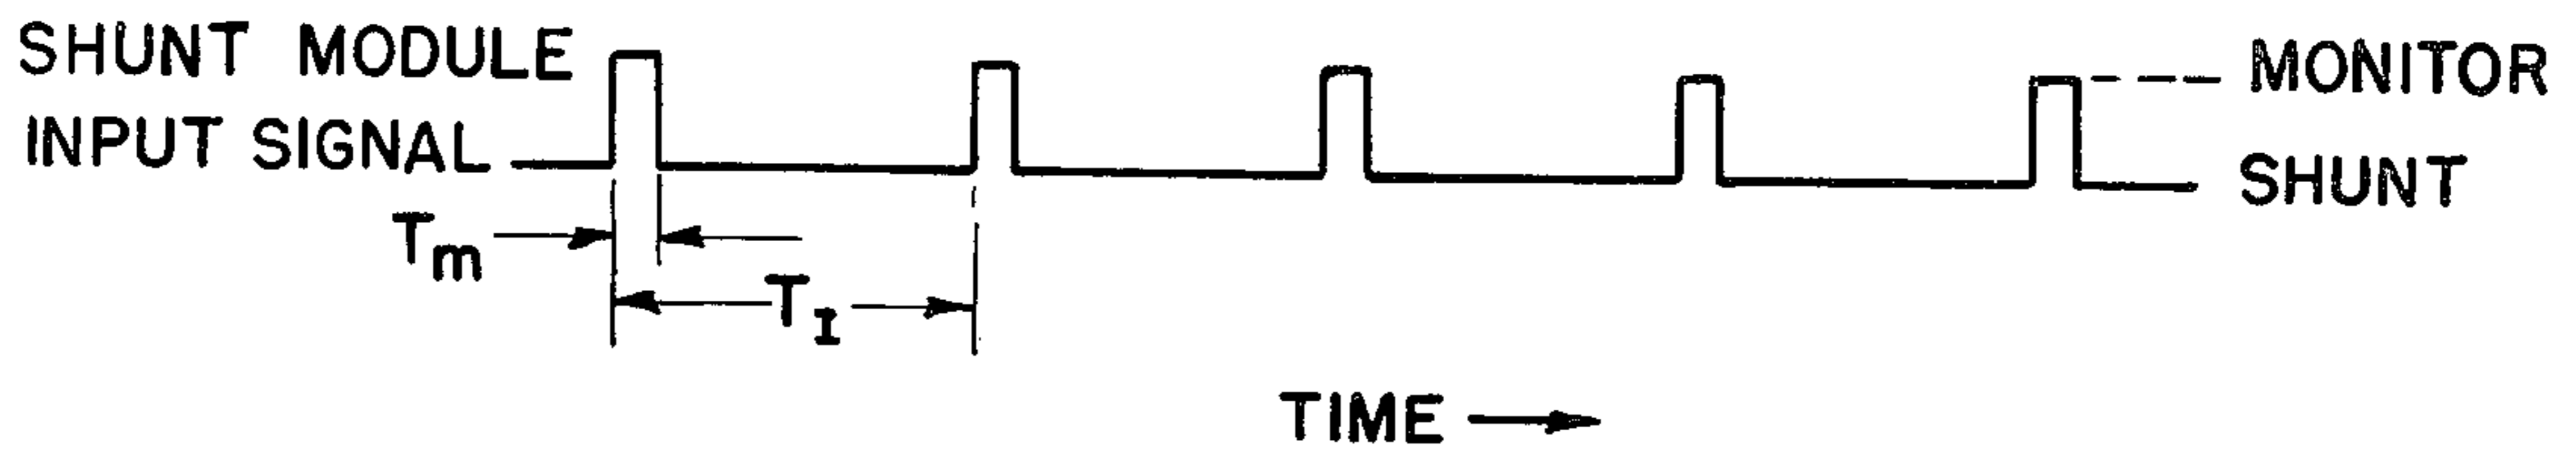 SHUNT MODULE
INPUT SIGNAL
MONITOR
SHUNT
Tm
TI
TIME